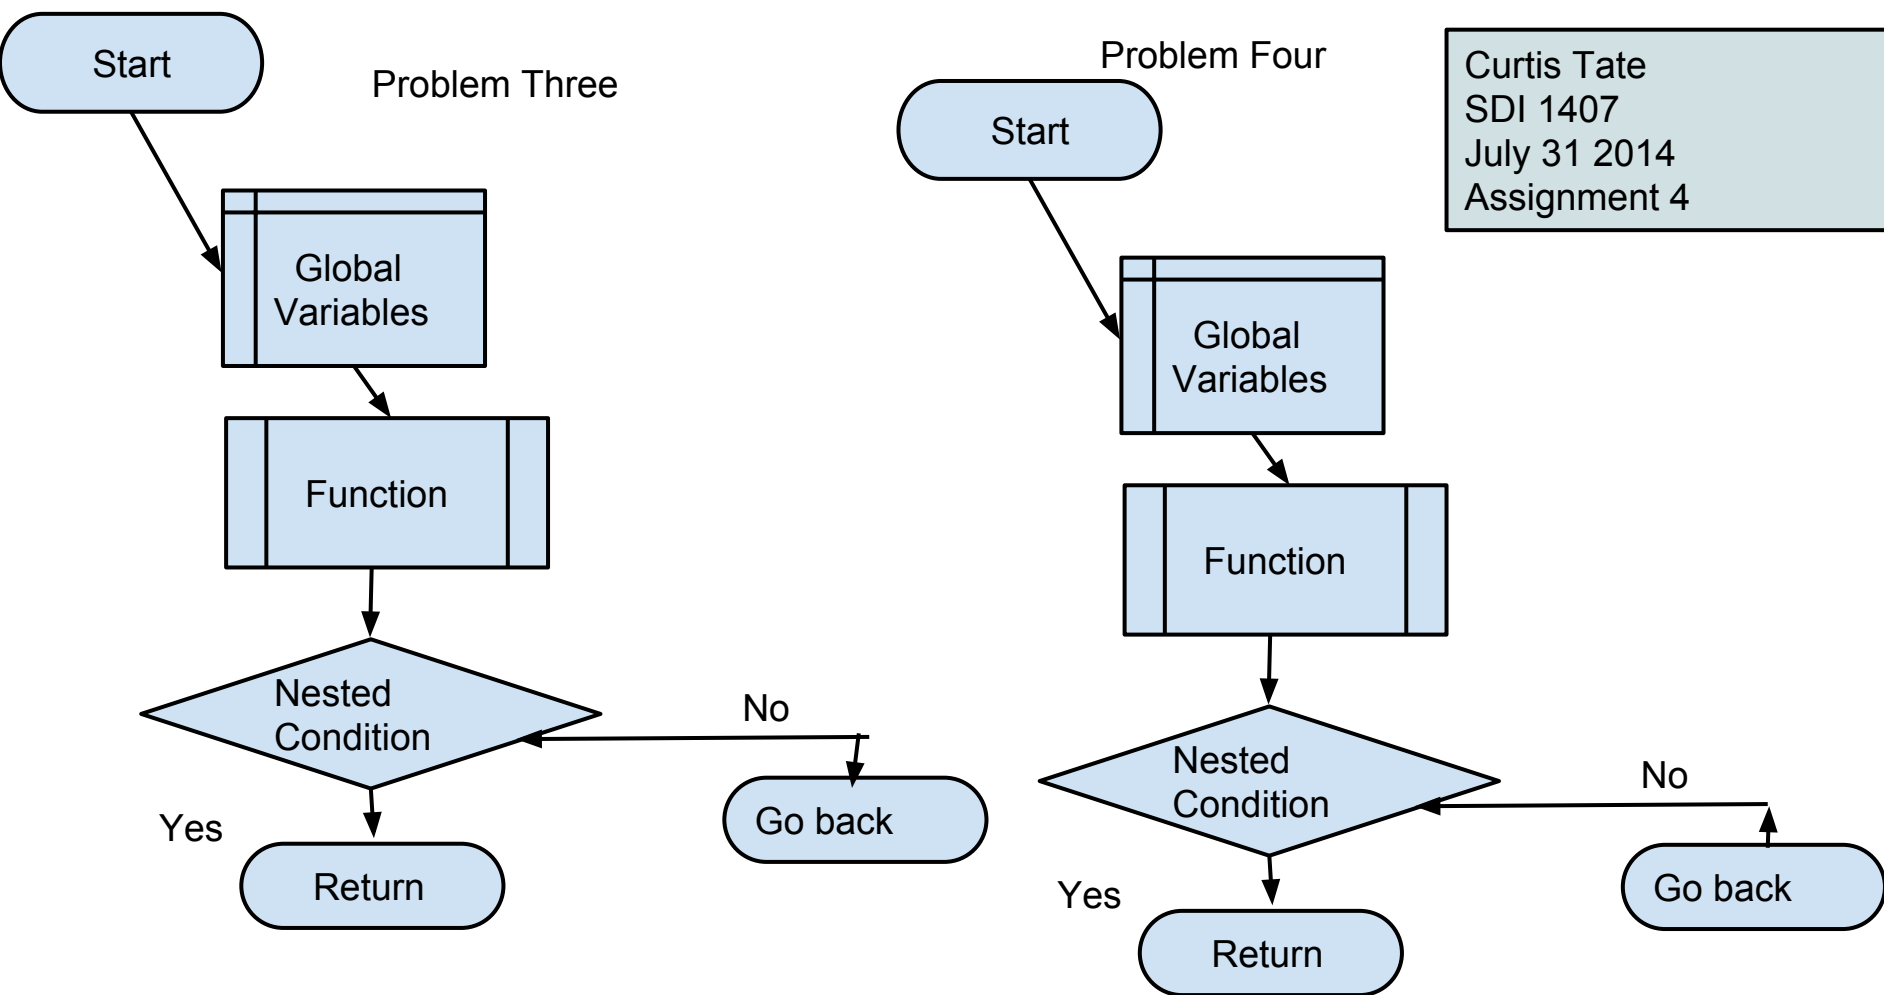 Start
Problem Three
Global
Variables
Function
Nested
Condition
No
Go back
Yes
Return
Problem Four
Start
Global
Variables
Function
Nested
Condition
No
Go back
Yes
Return
Curtis Tate
SDI 1407
July 31 2014
Assignment 4